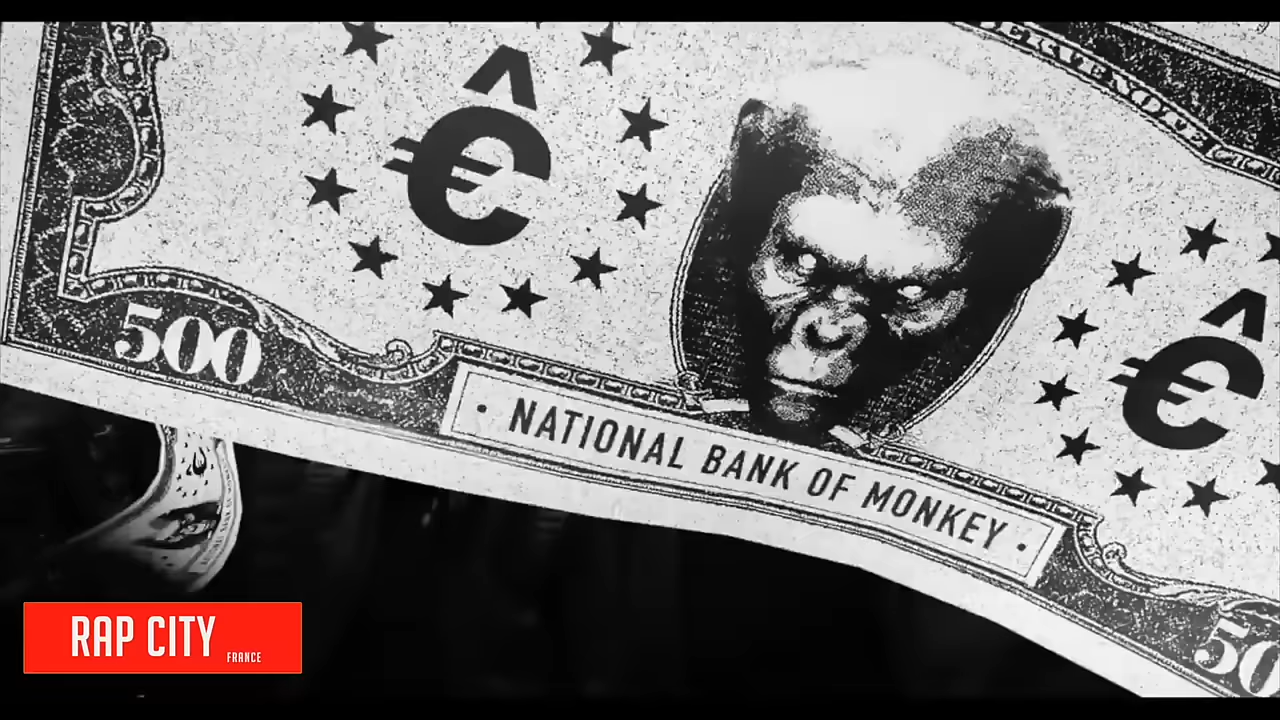 €
500
NATIONAL BANK OF MONKEY
€
RAP CITY
FRANCE